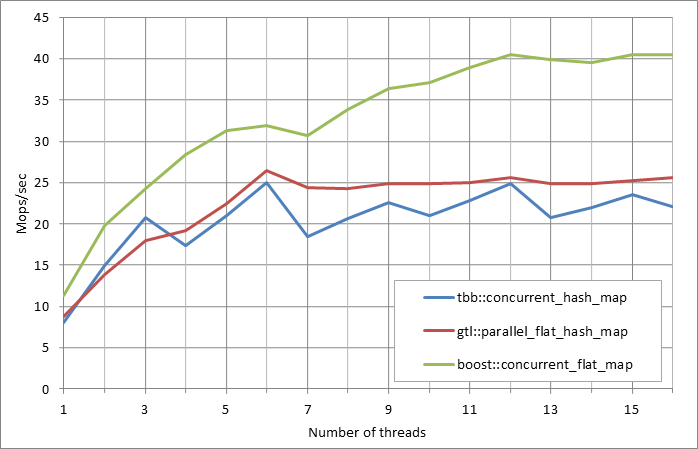 45
40
35
30
25
20
15
10
5
0
Mops/sec
tbb::concurrent_hash_map
gtl::parallel_flat_hash_map
boost::concurrent_flat_map
1 3 5 7 9 11 13 15
Number of threads